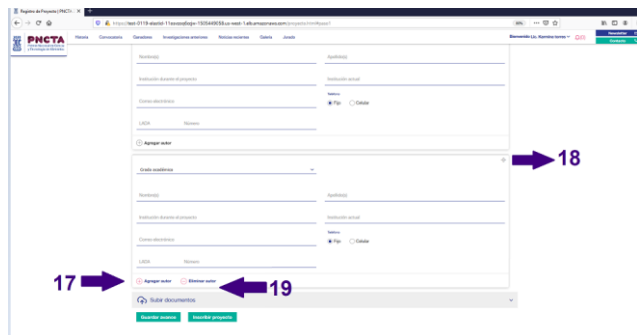 Registro de Proyecto | PNCTA
PNCTA
Historia Convocatoria Ganadores Investigaciones anteriores Noticias recientes Galería Jurado
Newsletter
Contacto
Nombre(s)
Apellido(s)
Institución durante el proyecto
Institución actual
Correo electrónico
Teléfono
Fijo Celular
LADA Número
Agregar autor
18
Grado académico
Nombre(s)
Apellido(s)
Institución durante el proyecto
Institución actual
Correo electrónico
Teléfono
Fijo Celular
LADA Número
17
Agregar autor Eliminar autor
19
Subir documentos
Guardar avance Inscribir proyecto